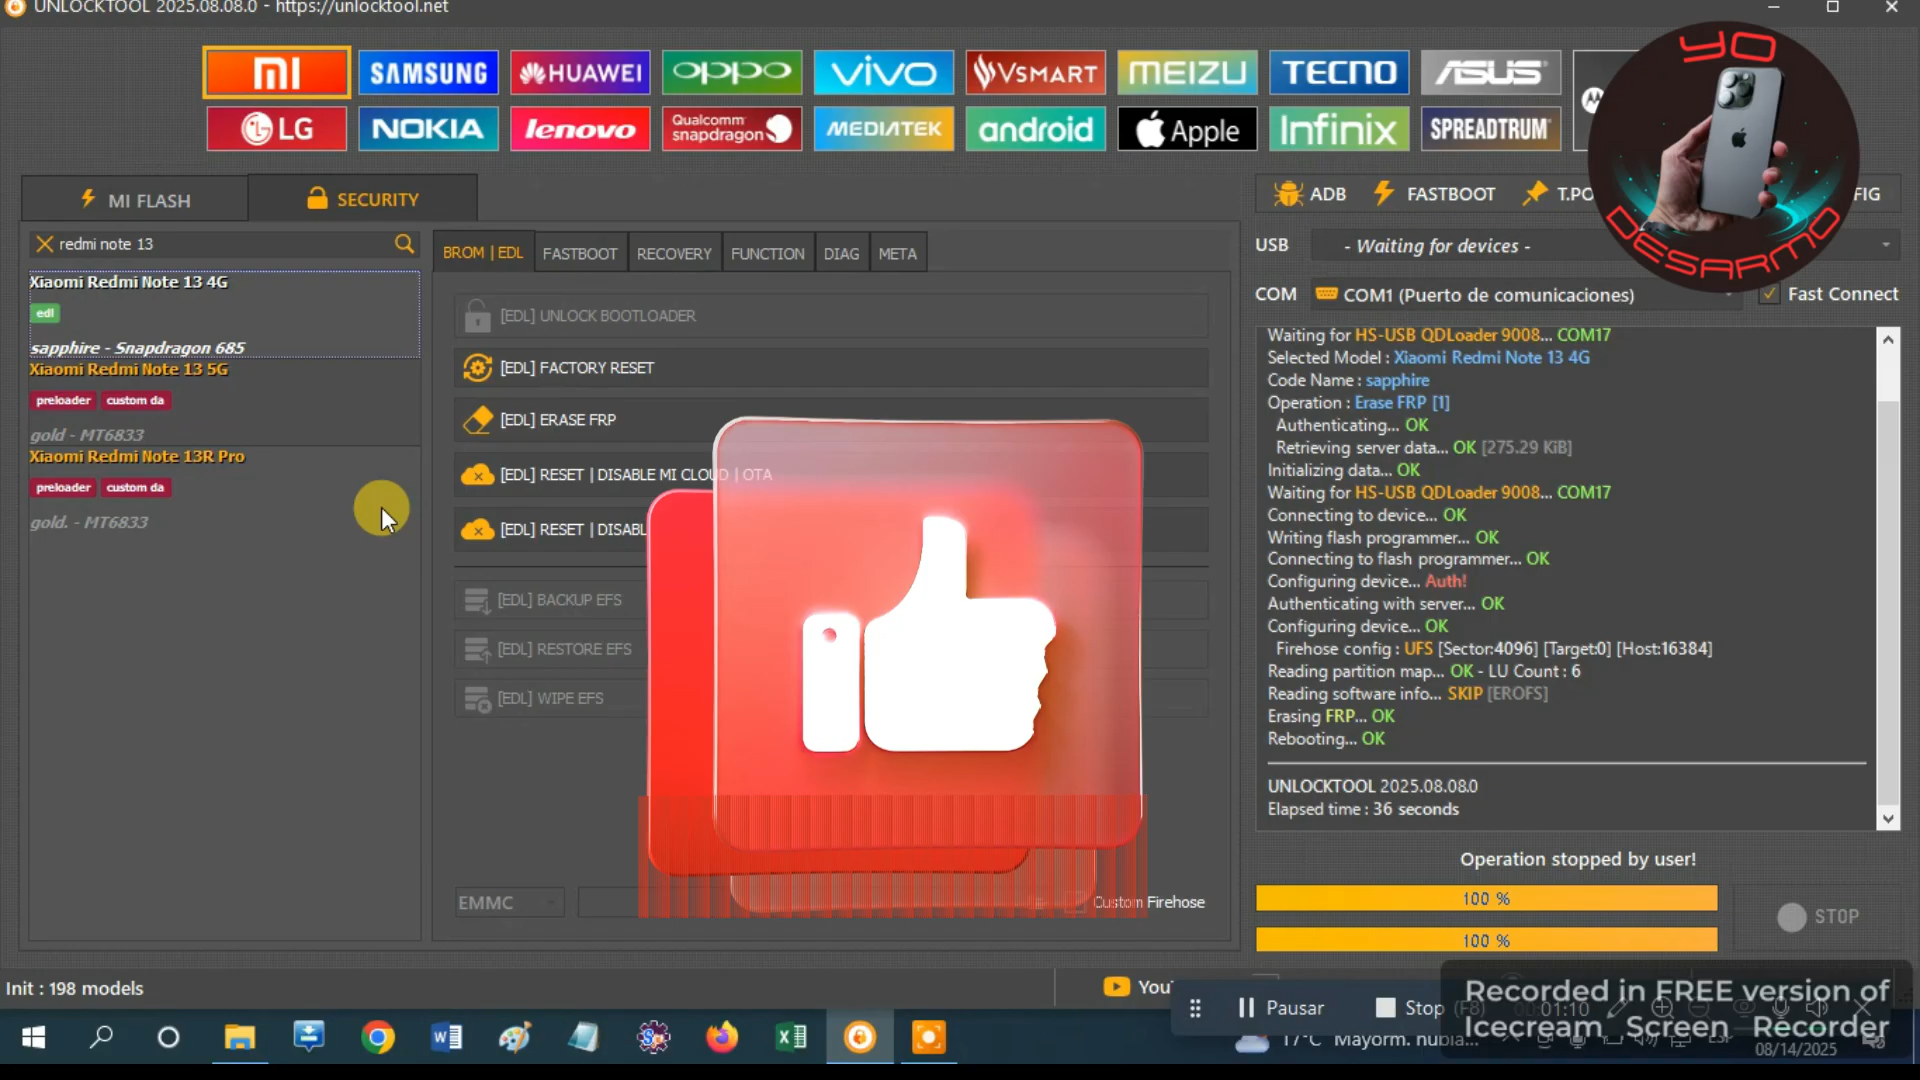 UNLOCKTOOL 2025.08.08.0 - https://unlocktool.net
MI
SAMSUNG
HUAWEI
oppo
vivo
VSMART
MEIZU
TECNO
ASUS
LG
NOKIA
lenovo
Qualcomm
snapdragon
MEDIATEK
android
Apple
Infinix
SPREADTRUM
YO
DESARMO
MI FLASH
SECURITY
ADB
FASTBOOT
T.PO
FIG
redmi note 13
Xiaomi Redmi Note 13 4G
edl
sapphire - Snapdragon 685
Xiaomi Redmi Note 13 5G
preloader custom da
gold - MT6833
Xiaomi Redmi Note 13R Pro
preloader custom da
gold. - MT6833
BROM | EDL
FASTBOOT
RECOVERY
FUNCTION
DIAG
META
[EDL] UNLOCK BOOTLOADER
[EDL] FACTORY RESET
[EDL] ERASE FRP
[EDL] RESET | DISABLE MI CLOUD | OTA
[EDL] RESET | DISABL
[EDL] BACKUP EFS
[EDL] RESTORE EFS
[EDL] WIPE EFS
EMMC
Custom Firehose
USB
- Waiting for devices -
COM
COM1 (Puerto de comunicaciones)
Fast Connect
Waiting for HS-USB QDLoader 9008... COM17
Selected Model : Xiaomi Redmi Note 13 4G
Code Name : sapphire
Operation : Erase FRP [1]
Authenticating... OK
Retrieving server data... OK [275.29 KiB]
Initializing data... OK
Waiting for HS-USB QDLoader 9008... COM17
Connecting to device... OK
Writing flash programmer... OK
Connecting to flash programmer... OK
Configuring device... Auth!
Authenticating with server... OK
Configuring device... OK
Firehose config : UFS [Sector:4096] [Target:0] [Host:16384]
Reading partition map... OK - LU Count : 6
Reading software info... SKIP [EROFS]
Erasing FRP... OK
Rebooting... OK
UNLOCKTOOL 2025.08.08.0
Elapsed time : 36 seconds
Operation stopped by user!
100 %
100 %
STOP
Init : 198 models
You
Pausar
Stop (F8)
00:01:10
Recorded in FREE version of
Icecream Screen Recorder
17°C Mayorm. nubla...
08/14/2025